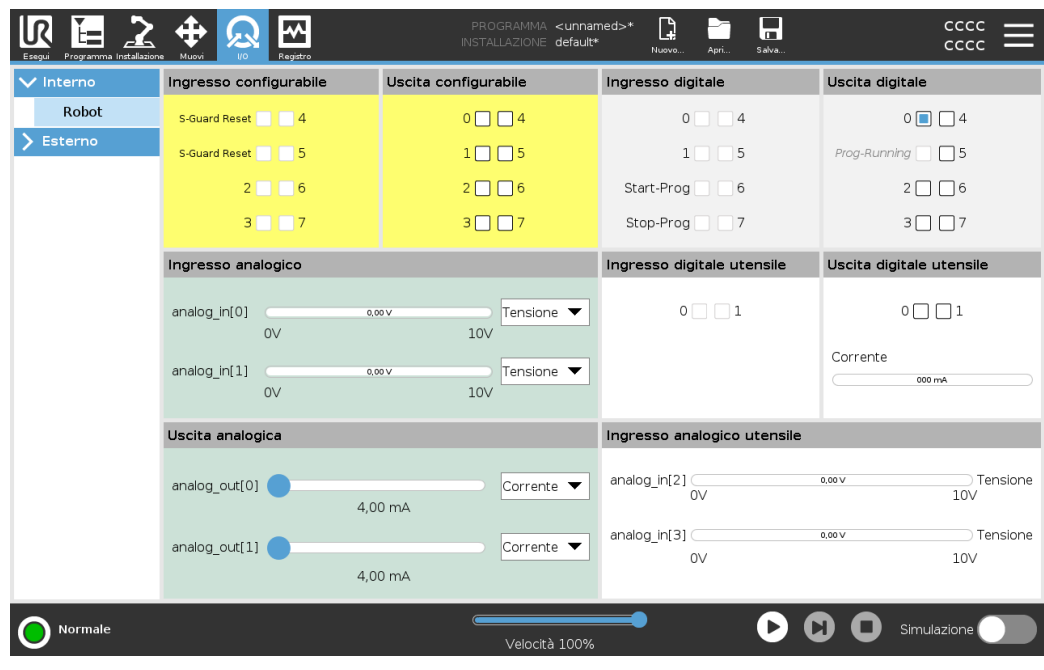 PROGRAMMA <unnamed>*
INSTALLAZIONE default*
Esegui Programma Installazione Muovi I/O Registro Nuovo... Apri... Salva...
CCCC
CCCC
Interno
Robot
Esterno
Ingresso configurabile
S-Guard Reset 4
S-Guard Reset 5
2 6
3 7
Uscita configurabile
0 4
1 5
2 6
3 7
Ingresso digitale
0 4
1 5
Start-Prog 6
Stop-Prog 7
Uscita digitale
0 4
Prog-Running 5
2 6
3 7
Ingresso analogico
analog_in[0] 0,00 V Tensione
0V 10V
analog_in[1] 0,00 V Tensione
0V 10V
Ingresso digitale utensile
0 1
Uscita digitale utensile
0 1
Corrente
000 mA
Uscita analogica
analog_out[0] Corrente
4,00 mA
analog_out[1] Corrente
4,00 mA
Ingresso analogico utensile
analog_in[2] 0,00 V Tensione
0V 10V
analog_in[3] 0,00 V Tensione
0V 10V
Normale
Velocità 100%
Simulazione